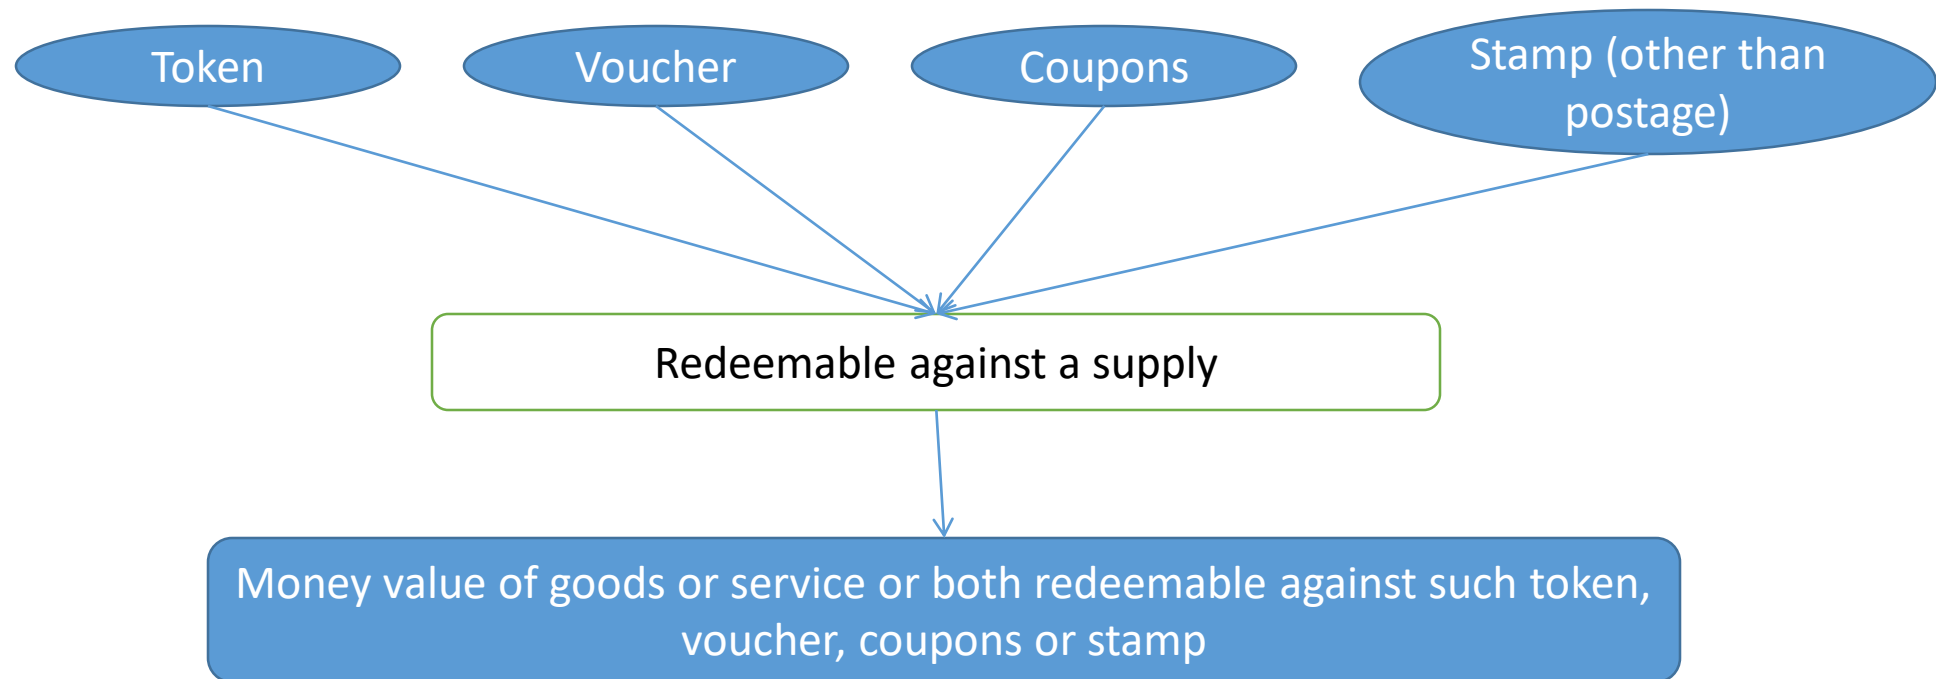 Token
Voucher
Coupons
Stamp (other than
postage)
Redeemable against a supply
Money value of goods or service or both redeemable against such token,
voucher, coupons or stamp